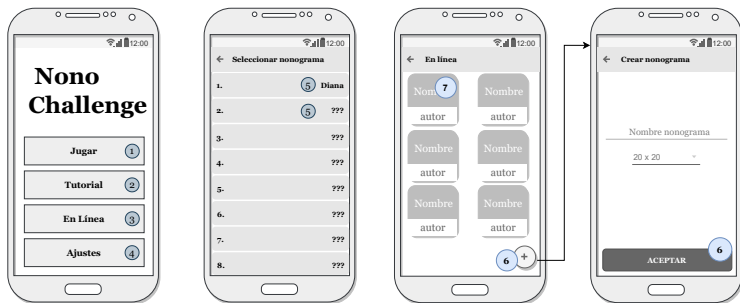 12:00
Nono
Challenge
Jugar 1
Tutorial 2
En Línea 3
Ajustes 4
12:00
← Seleccionar nonograma
1. 5 Diana
2. 5 ???
3. ???
4. ???
5. ???
6. ???
7. ???
8. ???
12:00
← En línea
Nom 7 Nombre
autor autor
Nombre Nombre
autor autor
Nombre Nombre
autor autor
6 +
12:00
← Crear nonograma
Nombre nonograma
20 x 20
6
ACEPTAR